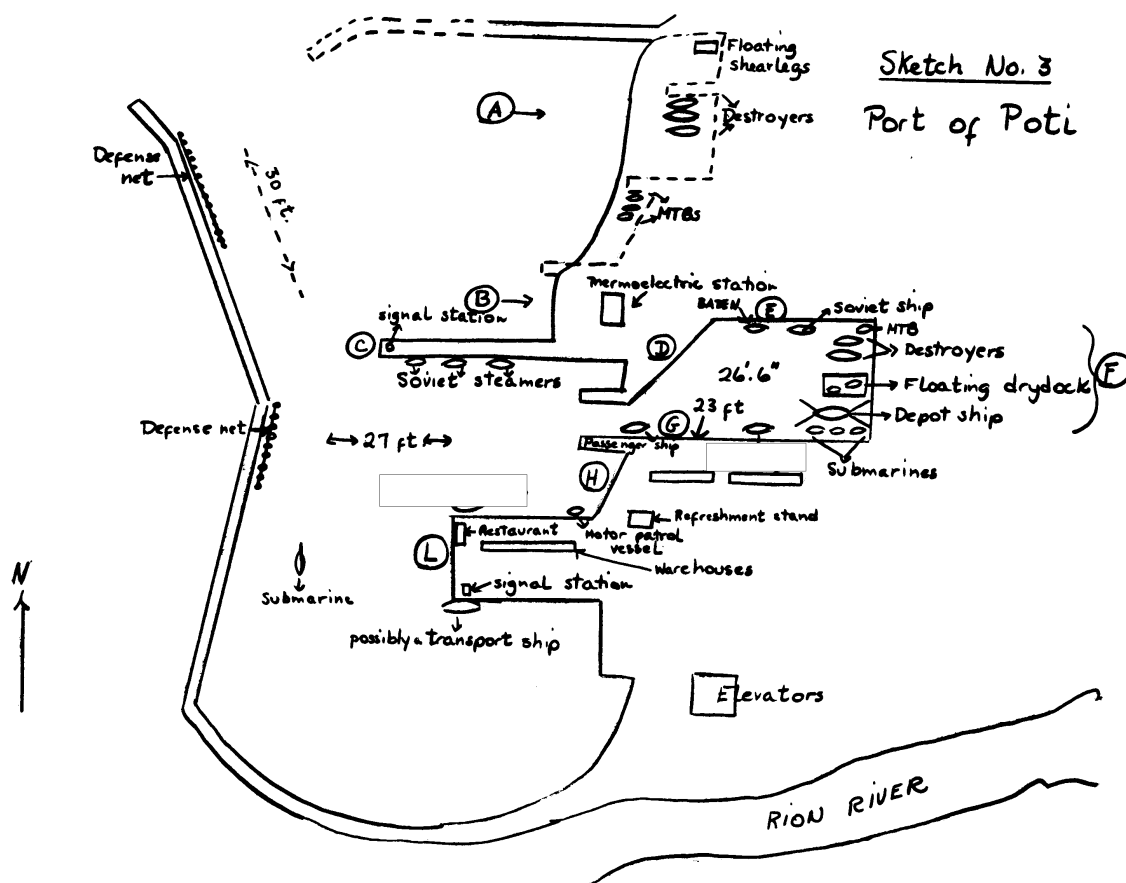 Sketch No. 3
Port of Poti
Floating
shearlegs
A
Destroyers
Defense
net
30 ft.
MTBs
Thermoelectric station
B
BATEN
E
Soviet ship
signal station
MTB
C
D
Destroyers
Soviet steamers
26'.6"
Floating drydock
F
23 ft
Depot ship
Defense net
27 ft
G
Passenger ship
Submarines
H
Refreshment stand
Restaurant
Motor patrol
vessel
L
Warehouses
signal station
N
Submarine
possibly a transport ship
Elevators
RION RIVER